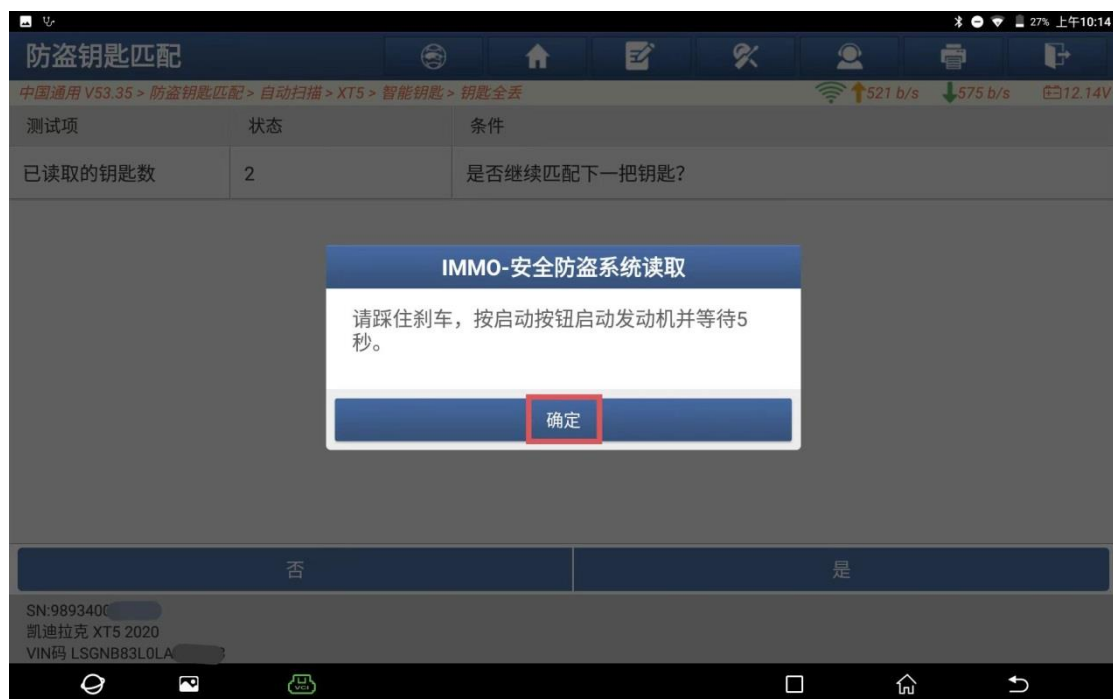 27% 上午10:14
防盗钥匙匹配
中国通用 V53.35 > 防盗钥匙匹配 > 自动扫描 > XT5 > 智能钥匙 > 钥匙全丢 521 b/s 575 b/s 12.14V
测试项 状态 条件
已读取的钥匙数 2 是否继续匹配下一把钥匙？
IMMO-安全防盗系统读取
请踩住刹车，按启动按钮启动发动机并等待5
秒。
确定
否 是
SN:9893400
凯迪拉克 XT5 2020
VIN码 LSGNB83L0LA
VCI